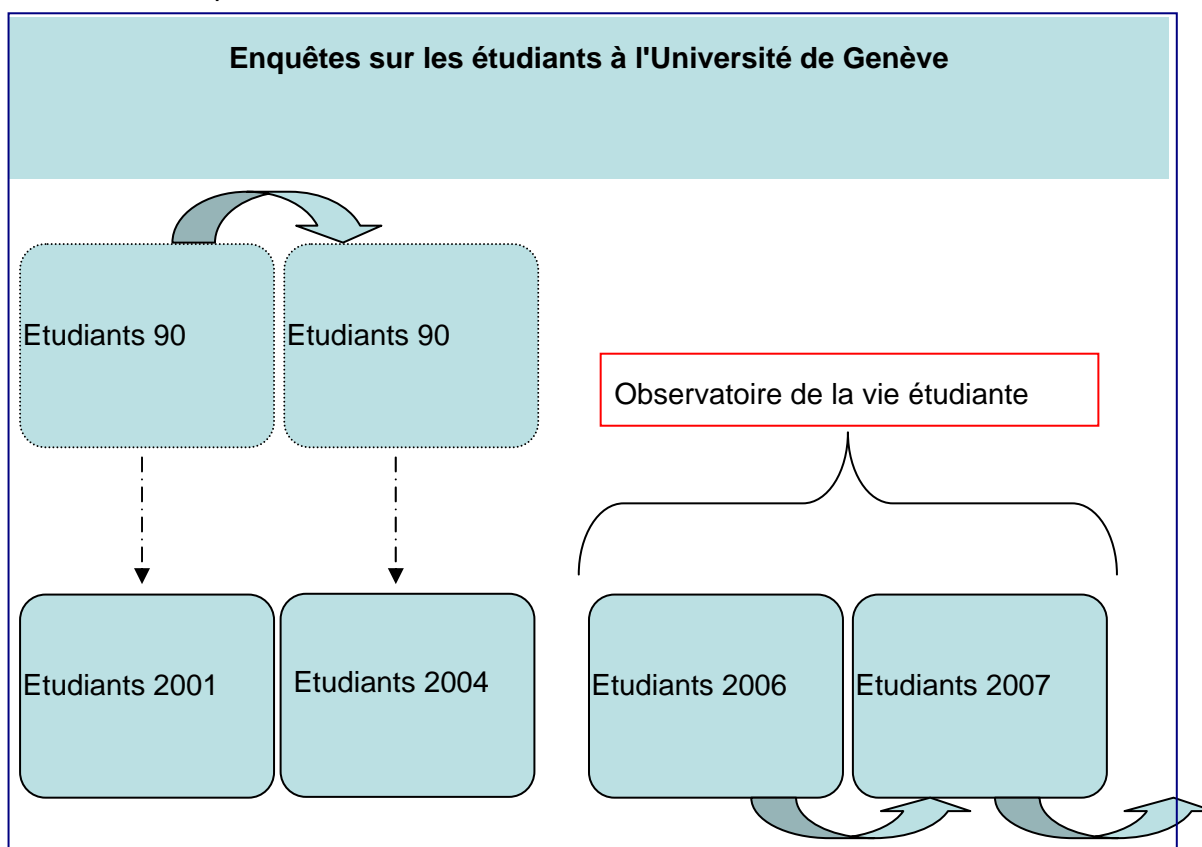 Enquêtes sur les étudiants à l'Université de Genève
Etudiants 90
Etudiants 90
Observatoire de la vie étudiante
Etudiants 2001
Etudiants 2004
Etudiants 2006
Etudiants 2007